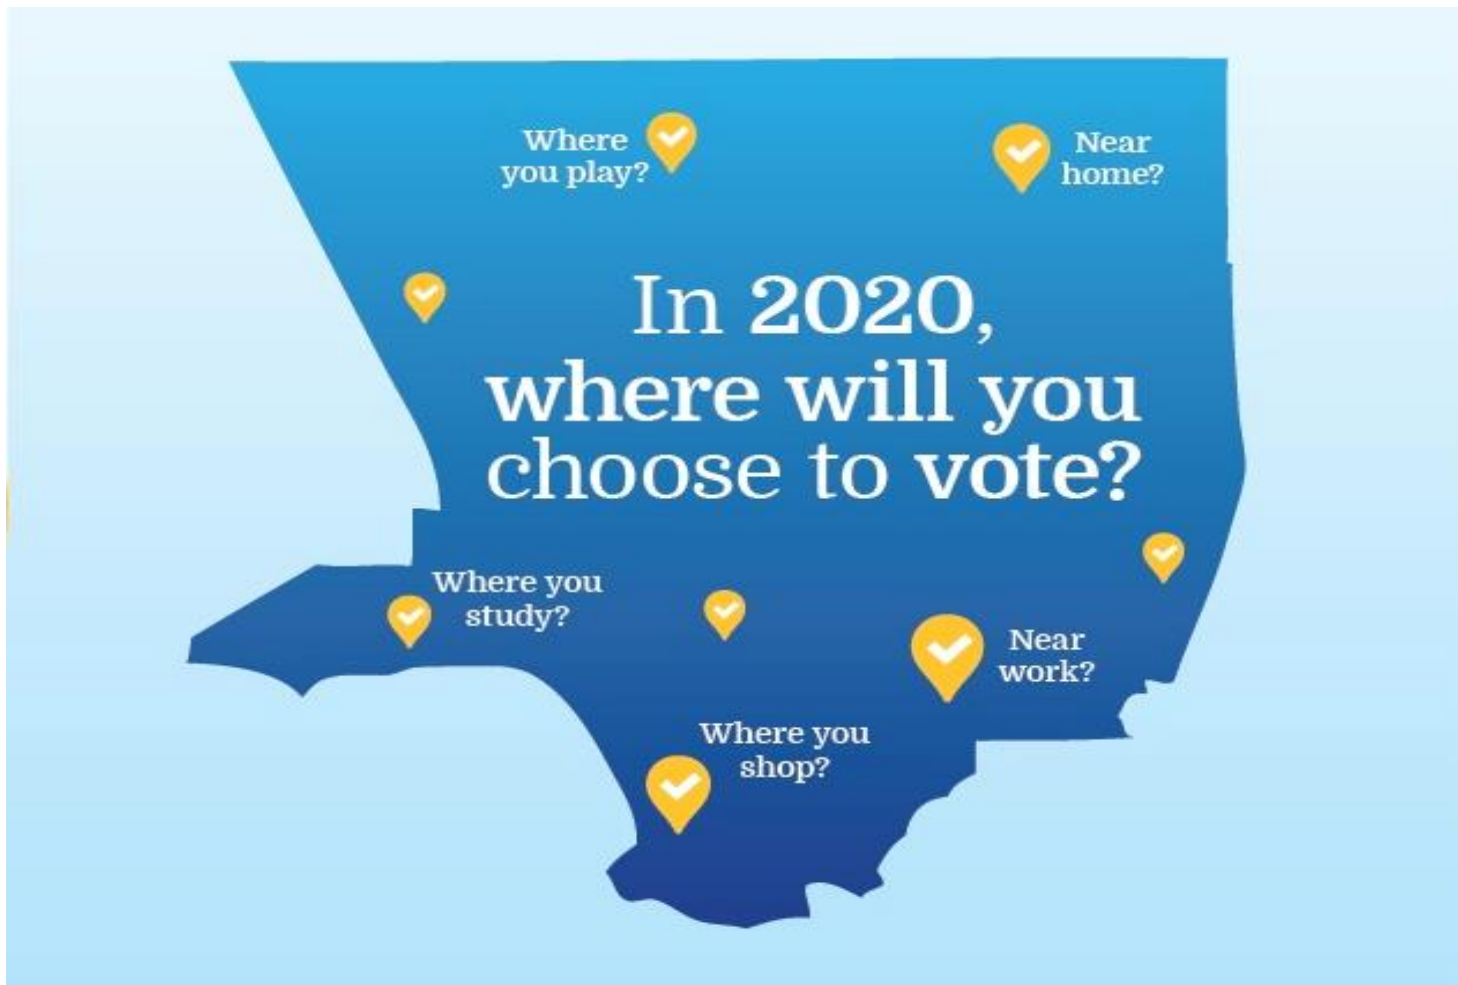 Where
you play?
Near
home?
In 2020,
where will you
choose to vote?
Where you
study?
Near
work?
Where you
shop?